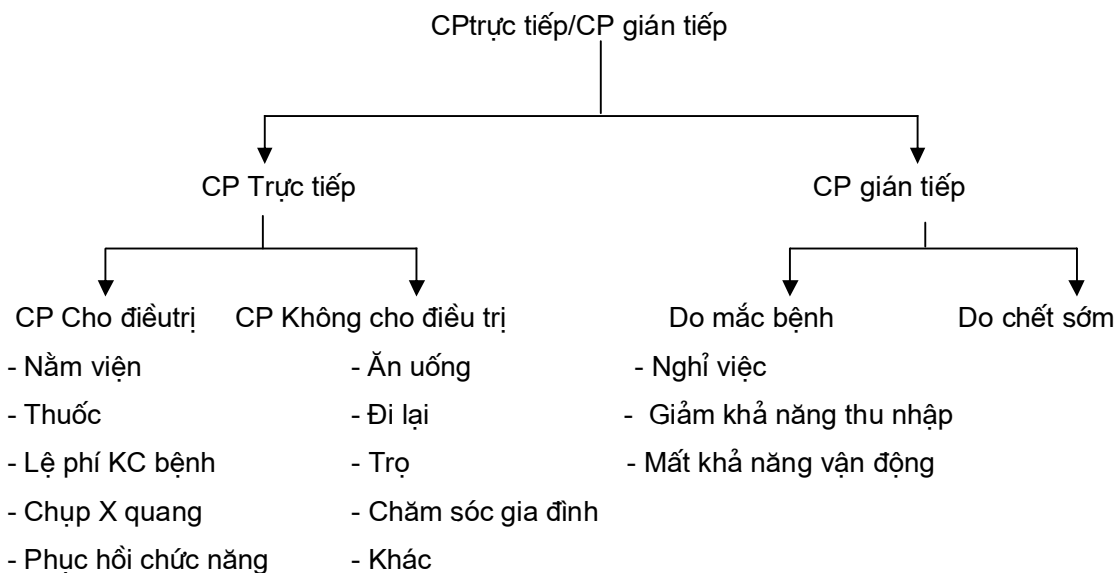 CPtrực tiếp/CP gián tiếp
CP Trực tiếp
CP gián tiếp
CP Cho điềutrị
- Nằm viện
- Thuốc
- Lệ phí KC bệnh
- Chụp X quang
- Phục hồi chức năng
CP Không cho điều trị
- Ăn uống
- Đi lại
- Trọ
- Chăm sóc gia đình
- Khác
Do mắc bệnh
- Nghỉ việc
- Giảm khả năng thu nhập
- Mất khả năng vận động
Do chết sớm